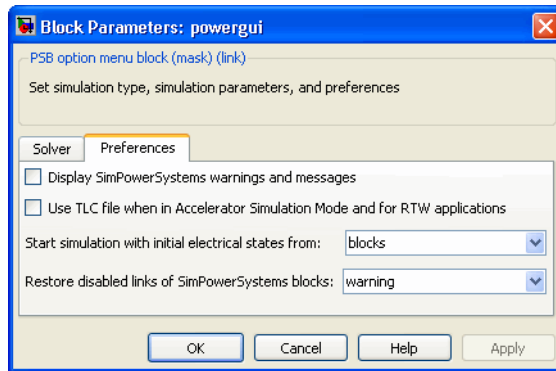 Block Parameters: powergui
PSB option menu block (mask) (link)
Set simulation type, simulation parameters, and preferences
Solver Preferences
Display SimPowerSystems warnings and messages
Use TLC file when in Accelerator Simulation Mode and for RTW applications
Start simulation with initial electrical states from: blocks
Restore disabled links of SimPowerSystems blocks: warning
OK Cancel Help Apply